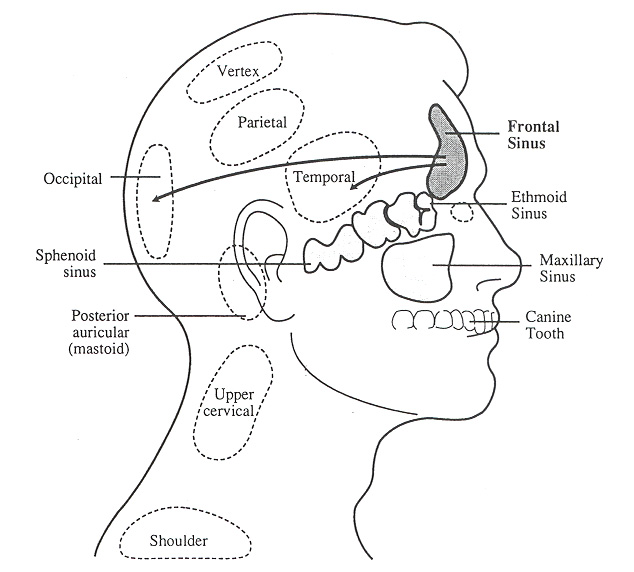 Vertex
Parietal
Frontal
Sinus
Occipital
Temporal
Ethmoid
Sinus
Sphenoid
sinus
Maxillary
Sinus
Posterior
auricular
(mastoid)
Canine
Tooth
Upper
cervical
Shoulder